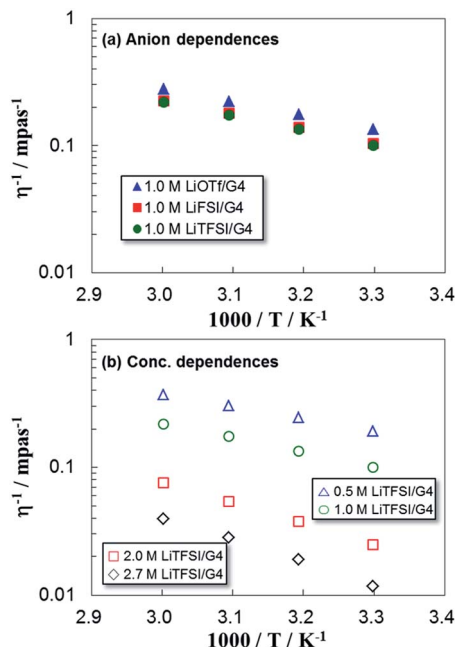 (a) Anion dependences
1
0.1
0.01
η⁻¹ / mpas⁻¹
1.0 M LiOTf/G4
1.0 M LiFSI/G4
1.0 M LiTFSI/G4
2.9 3.0 3.1 3.2 3.3 3.4
1000 / T / K⁻¹
(b) Conc. dependences
1
0.1
0.01
η⁻¹ / mpas⁻¹
0.5 M LiTFSI/G4
1.0 M LiTFSI/G4
2.0 M LiTFSI/G4
2.7 M LiTFSI/G4
2.9 3.0 3.1 3.2 3.3 3.4
1000 / T / K⁻¹